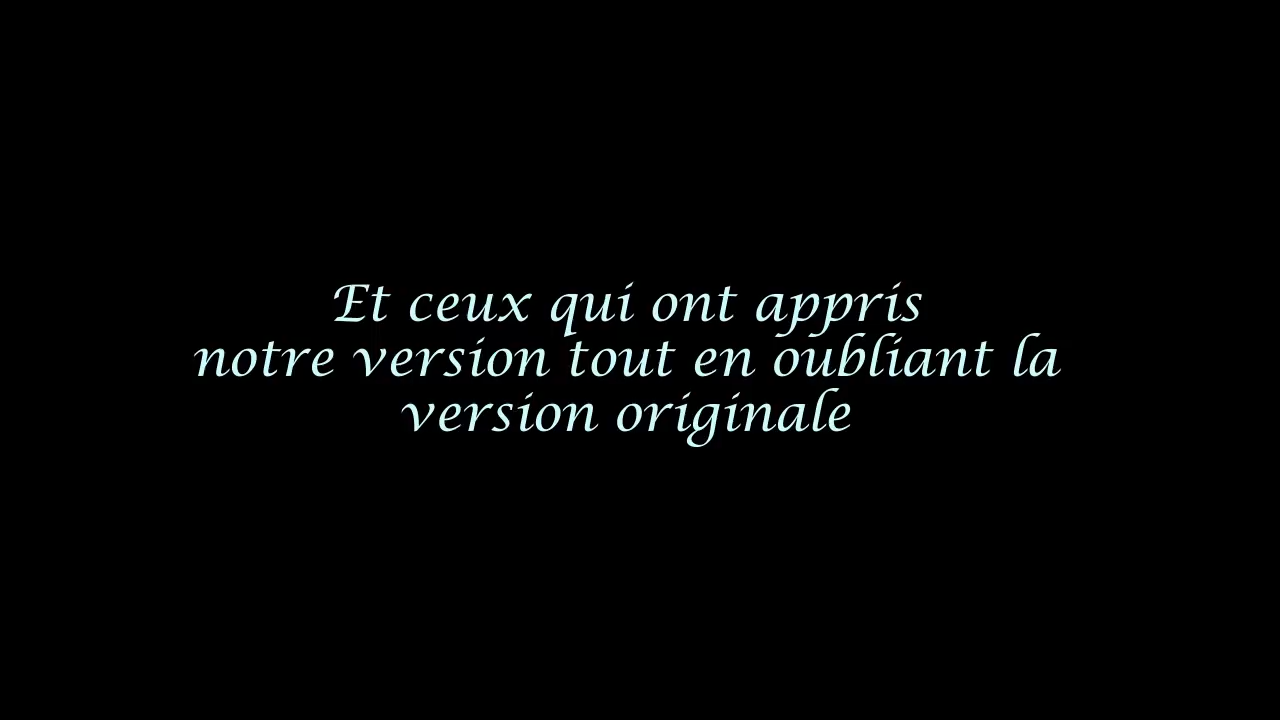 Et ceux qui ont appris
notre version tout en oubliant la
version originale